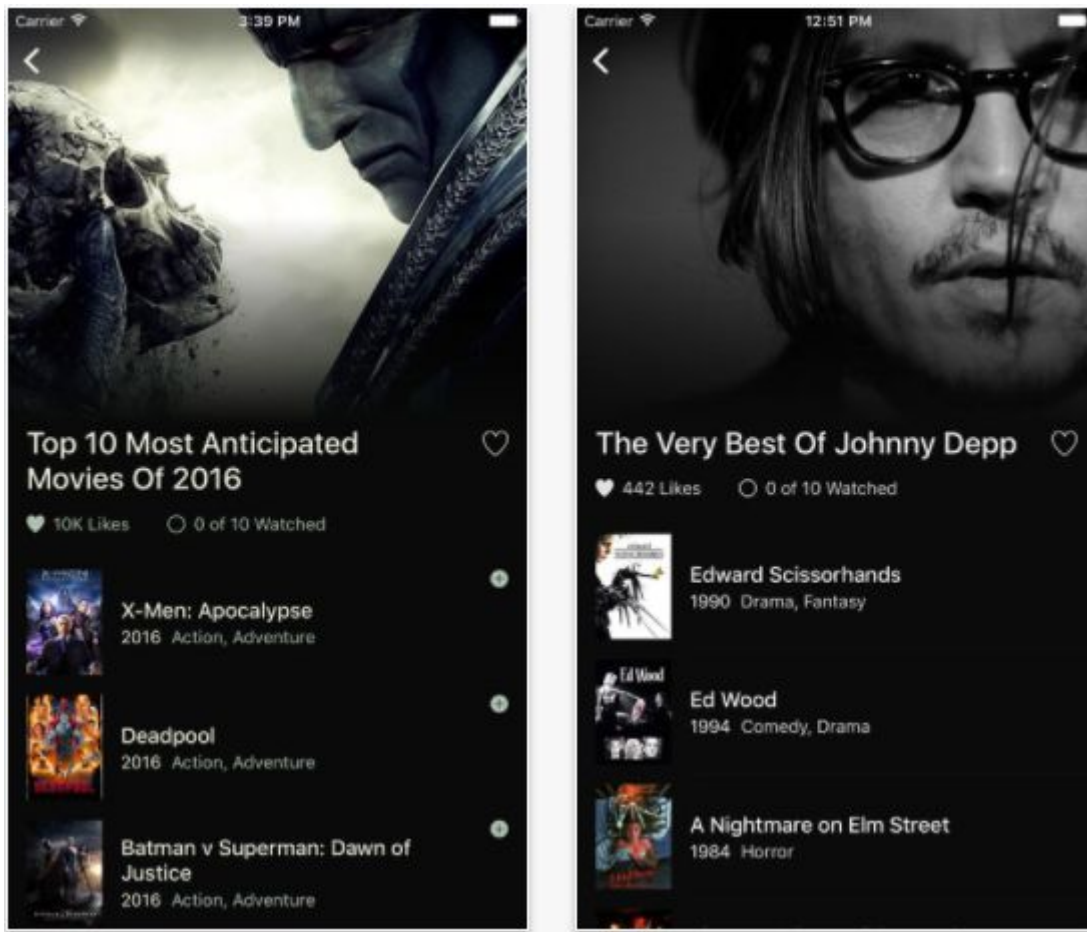 Carrier
3:39 PM
Top 10 Most Anticipated
Movies Of 2016
10K Likes
0 of 10 Watched
X-Men: Apocalypse
2016 Action, Adventure
Deadpool
2016 Action, Adventure
Batman v Superman: Dawn of
Justice
2016 Action, Adventure
Carrier
12:51 PM
The Very Best Of Johnny Depp
442 Likes
0 of 10 Watched
Edward Scissorhands
1990 Drama, Fantasy
Ed Wood
Ed Wood
1994 Comedy, Drama
A Nightmare on Elm Street
1984 Horror